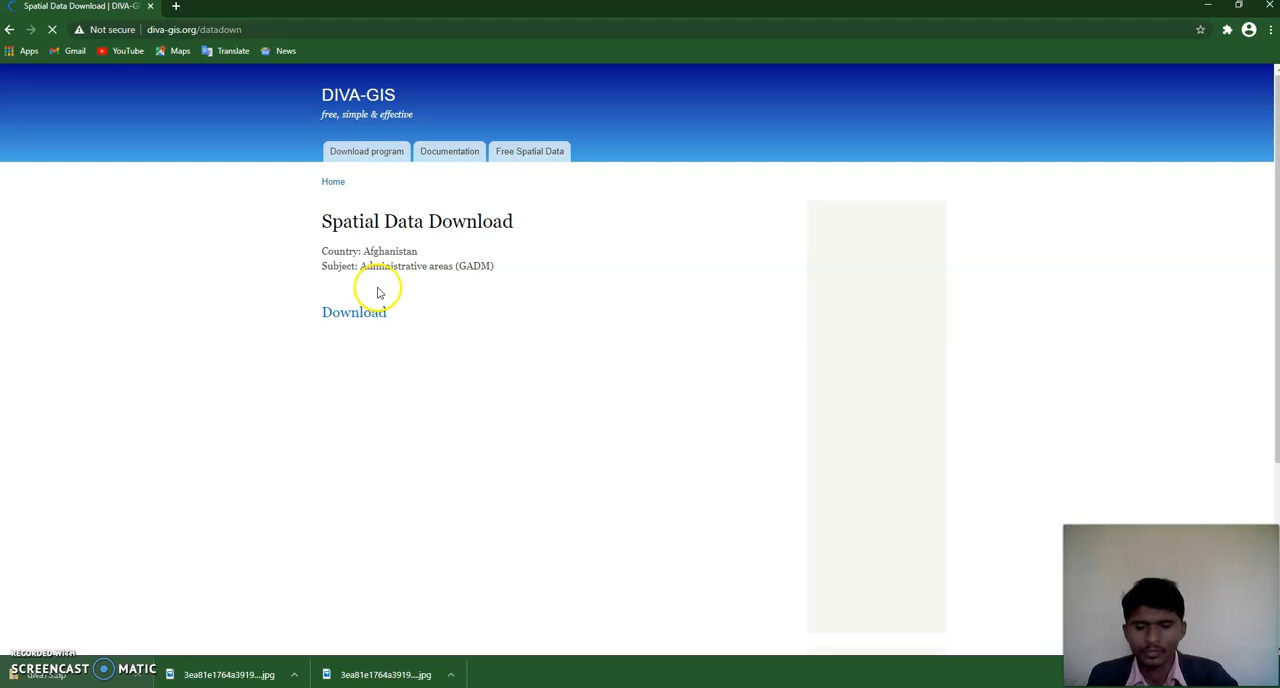 Spatial Data Download | DIVA-G
Not secure
diva-gis.org/datadown
Apps
Gmail
YouTube
Maps
Translate
News
DIVA-GIS
free, simple & effective
Download program
Documentation
Free Spatial Data
Home
Spatial Data Download
Country: Afghanistan
Subject: Administrative areas (GADM)
Download
RECORDED WITH
SCREENCAST MATIC
3ea81e1764a3919....jpg
3ea81e1764a3919....jpg